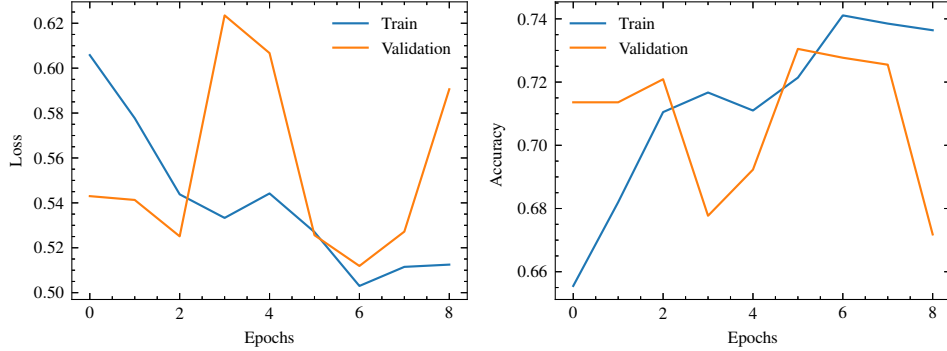 0.62
0.60
0.58
0.56
0.54
0.52
0.50
Loss
Train
Validation
0 2 4 6 8
Epochs
0.74
0.72
0.70
0.68
0.66
Accuracy
Train
Validation
0 2 4 6 8
Epochs